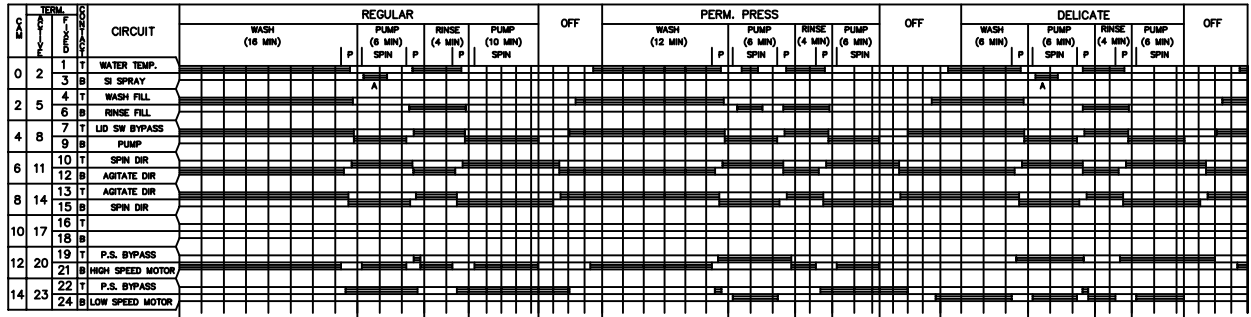 CAM TERM. CONTACT CIRCUIT REGULAR OFF PERM. PRESS OFF DELICATE OFF
ACTIVE FIXED
WASH PUMP RINSE PUMP WASH PUMP RINSE PUMP WASH PUMP RINSE PUMP
(16 MIN) (6 MIN) (4 MIN) (10 MIN) (12 MIN) (6 MIN) (4 MIN) (6 MIN) (6 MIN) (6 MIN) (4 MIN) (6 MIN)
P SPIN P SPIN P SPIN P SPIN P SPIN P SPIN
0 2 1 T WATER TEMP.
3 B SI SPRAY
A A
2 5 4 T WASH FILL
6 B RINSE FILL
4 8 7 T LID SW BYPASS
9 B PUMP
6 11 10 T SPIN DIR
12 B AGITATE DIR
8 14 13 T AGITATE DIR
15 B SPIN DIR
10 17 16 T
18 B
12 20 19 T P.S. BYPASS
21 B HIGH SPEED MOTOR
14 23 22 T P.S. BYPASS
24 B LOW SPEED MOTOR